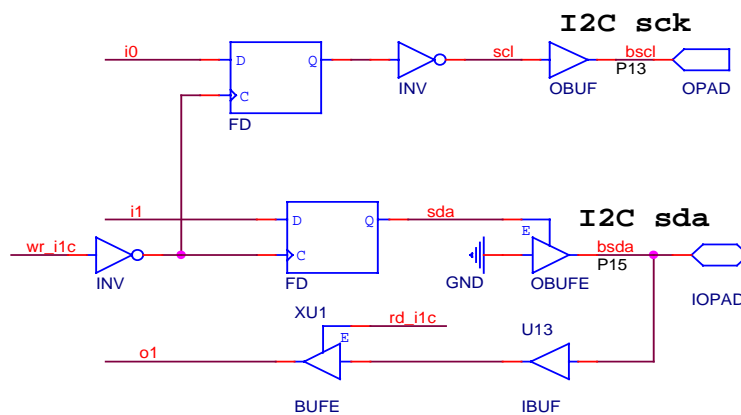 I2C sck
i0
D
Q
scl
bscl
C
INV
OBUF
P13
OPAD
FD
i1
D
Q
sda
I2C sda
wr_i1c
E
bsda
C
INV
FD
GND
OBUFE
P15
IOPAD
XU1
rd_i1c
U13
E
o1
BUFE
IBUF